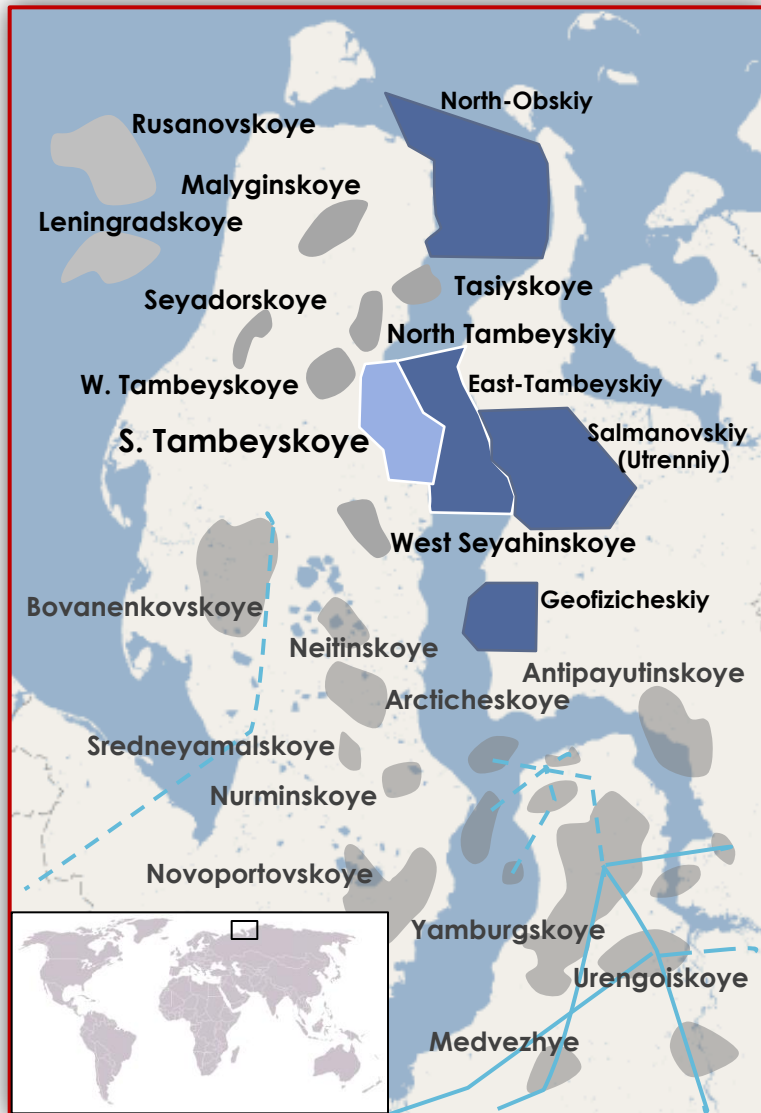 North-Obskiy
Rusanovskoye
Malyginskoye
Leningradskoye
Tasiyskoye
Seyadorskoye
North Tambeyskiy
W. Tambeyskoye
East-Tambeyskiy
S. Tambeyskoye
Salmanovskiy
(Utrenniy)
West Seyahinskoye
Bovanenkovskoye
Geofizicheskiy
Neitinskoye
Antipayutinskoye
Arcticheskoye
Sredneyamalskoye
Nurminskoye
Novoportovskoye
Yamburgskoye
Urengoiskoye
Medvezhye